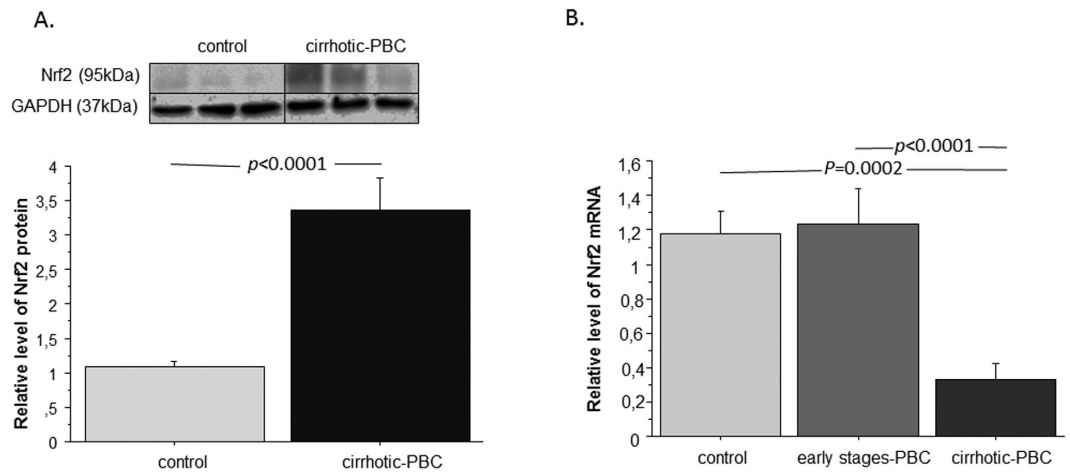 A.
control cirrhotic-PBC
Nrf2 (95kDa)
GAPDH (37kDa)
p<0.0001
4
3,5
3
2,5
2
1,5
1
,5
0
Relative level of Nrf2 protein
control cirrhotic-PBC
B.
p<0.0001
P=0.0002
1,6
1,4
1,2
1
0,8
0,6
0,4
0,2
0
Relative level of Nrf2 mRNA
control early stages-PBC cirrhotic-PBC